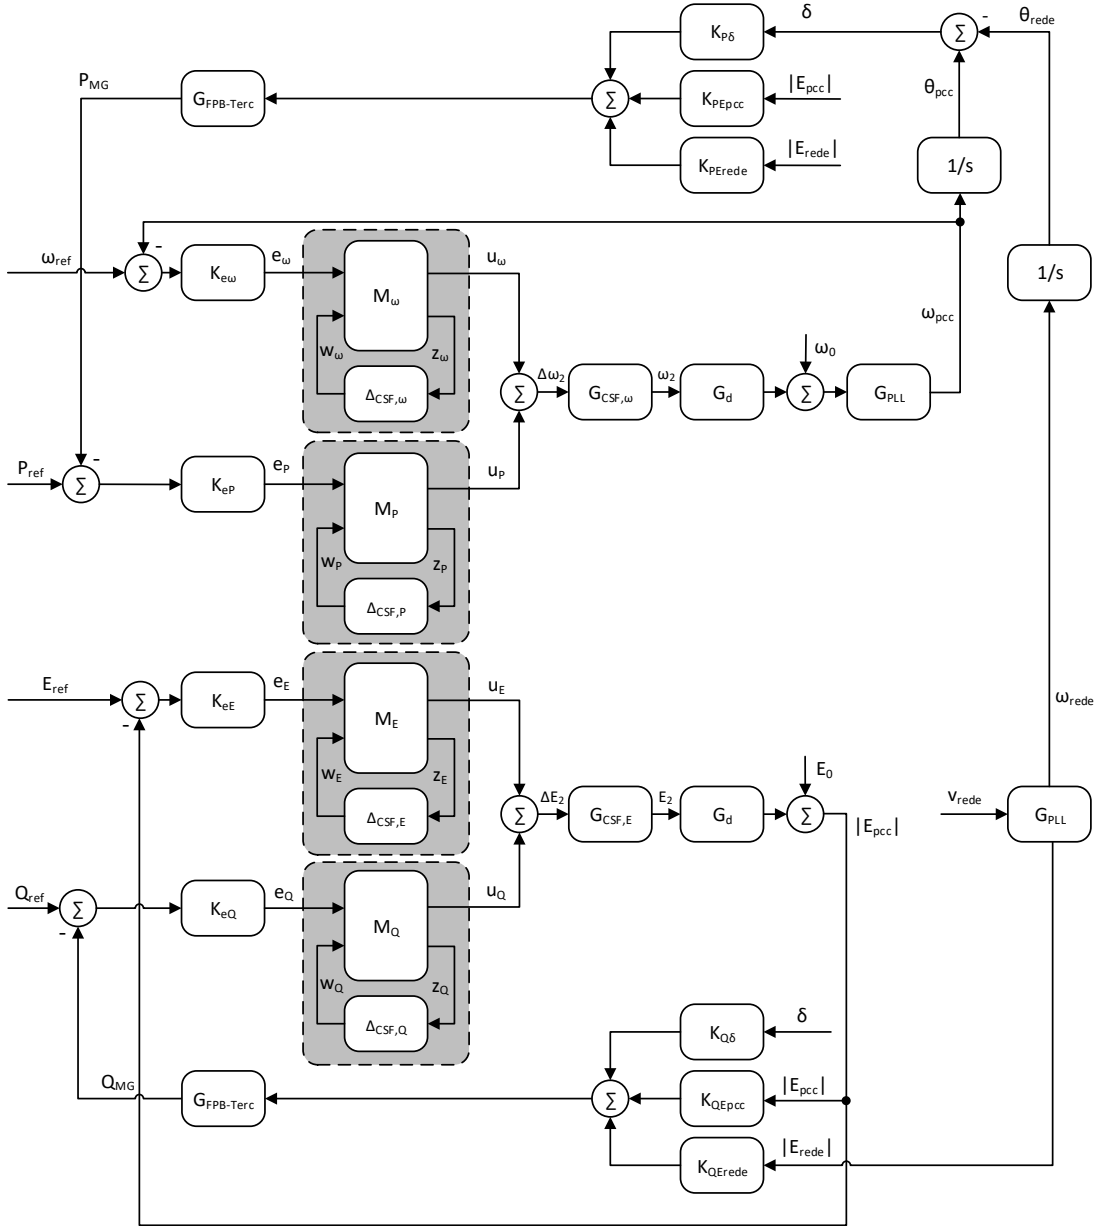 δ
-
θrede
KPδ
Σ
PMG
GFPB-Terc
Σ
KPEpcc
|Epcc|
θpcc
KPErede
|Erede|
1/s
ωref
-
Σ
Keω
eω
Mω
uω
1/s
wω
zω
ΔCSF,ω
ωpcc
ω0
Σ
Δω2
GCSF,ω
ω2
Gd
Σ
GPLL
Pref
-
Σ
KeP
eP
MP
uP
wP
zP
ΔCSF,P
Eref
-
Σ
KeE
eE
ME
uE
ωrede
wE
zE
ΔCSF,E
E0
vrede
Σ
ΔE2
GCSF,E
E2
Gd
Σ
|Epcc|
GPLL
Qref
-
Σ
KeQ
eQ
MQ
uQ
wQ
zQ
ΔCSF,Q
KQδ
δ
QMG
GFPB-Terc
Σ
KQEpcc
|Epcc|
KQErede
|Erede|